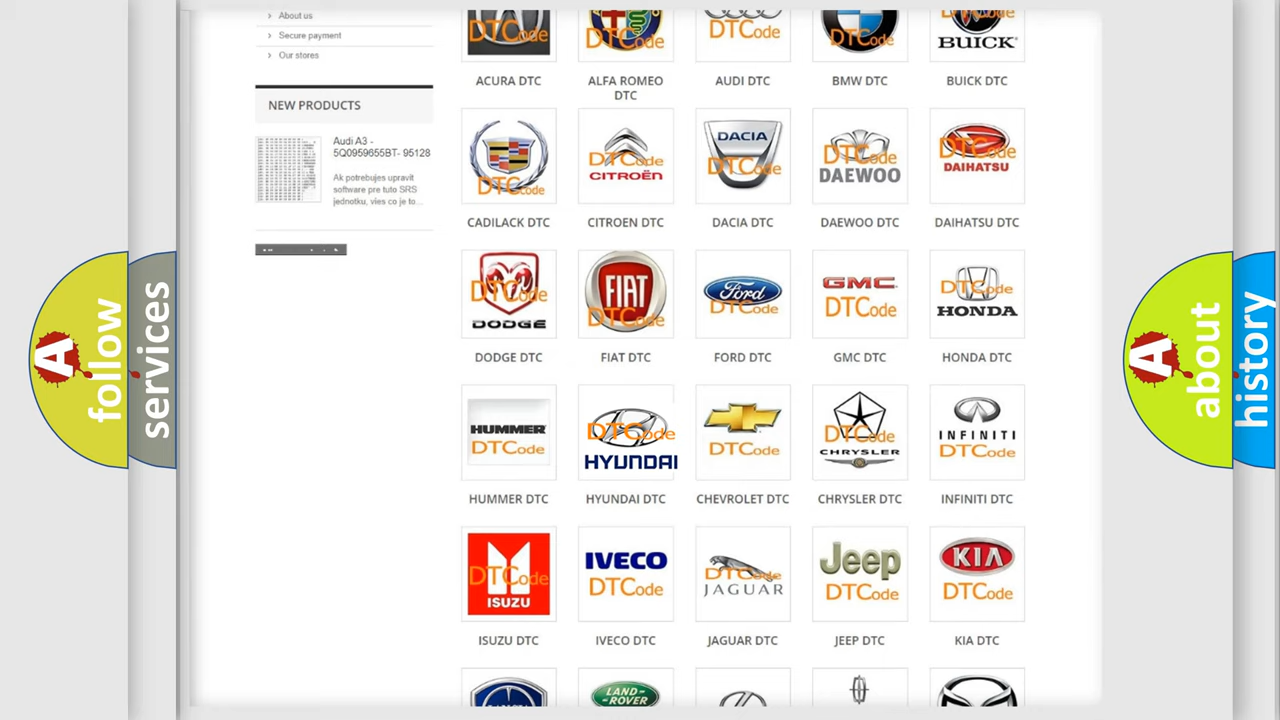 About us
Secure payment
Our stores
NEW PRODUCTS
Audi A3 -
5Q0959655BT- 95128
Ak potrebujes upravit
software pre tuto SRS
jednotku, vies co je to...
DTCode
DTCode
DTCode
DTCode
BUICK
ACURA DTC
ALFA ROMEO
DTC
AUDI DTC
BMW DTC
BUICK DTC
DTCode
DTCode
CITROËN
DACIA
DTCode
DTCode
DAEWOO
DTCode
DAIHATSU
CADILACK DTC
CITROEN DTC
DACIA DTC
DAEWOO DTC
DAIHATSU DTC
DTCode
DODGE
FIAT
DTCode
Ford
DTCode
GMC
DTCode
DTCode
HONDA
DODGE DTC
FIAT DTC
FORD DTC
GMC DTC
HONDA DTC
HUMMER
DTCode
DTCode
HYUNDAI
DTCode
DTCode
CHRYSLER
INFINITI
DTCode
HUMMER DTC
HYUNDAI DTC
CHEVROLET DTC
CHRYSLER DTC
INFINITI DTC
DTCode
ISUZU
IVECO
DTCode
DTCode
JAGUAR
Jeep
DTCode
KIA
DTCode
ISUZU DTC
IVECO DTC
JAGUAR DTC
JEEP DTC
KIA DTC
LAND-
ROVER
A
follow
services
A
about
history